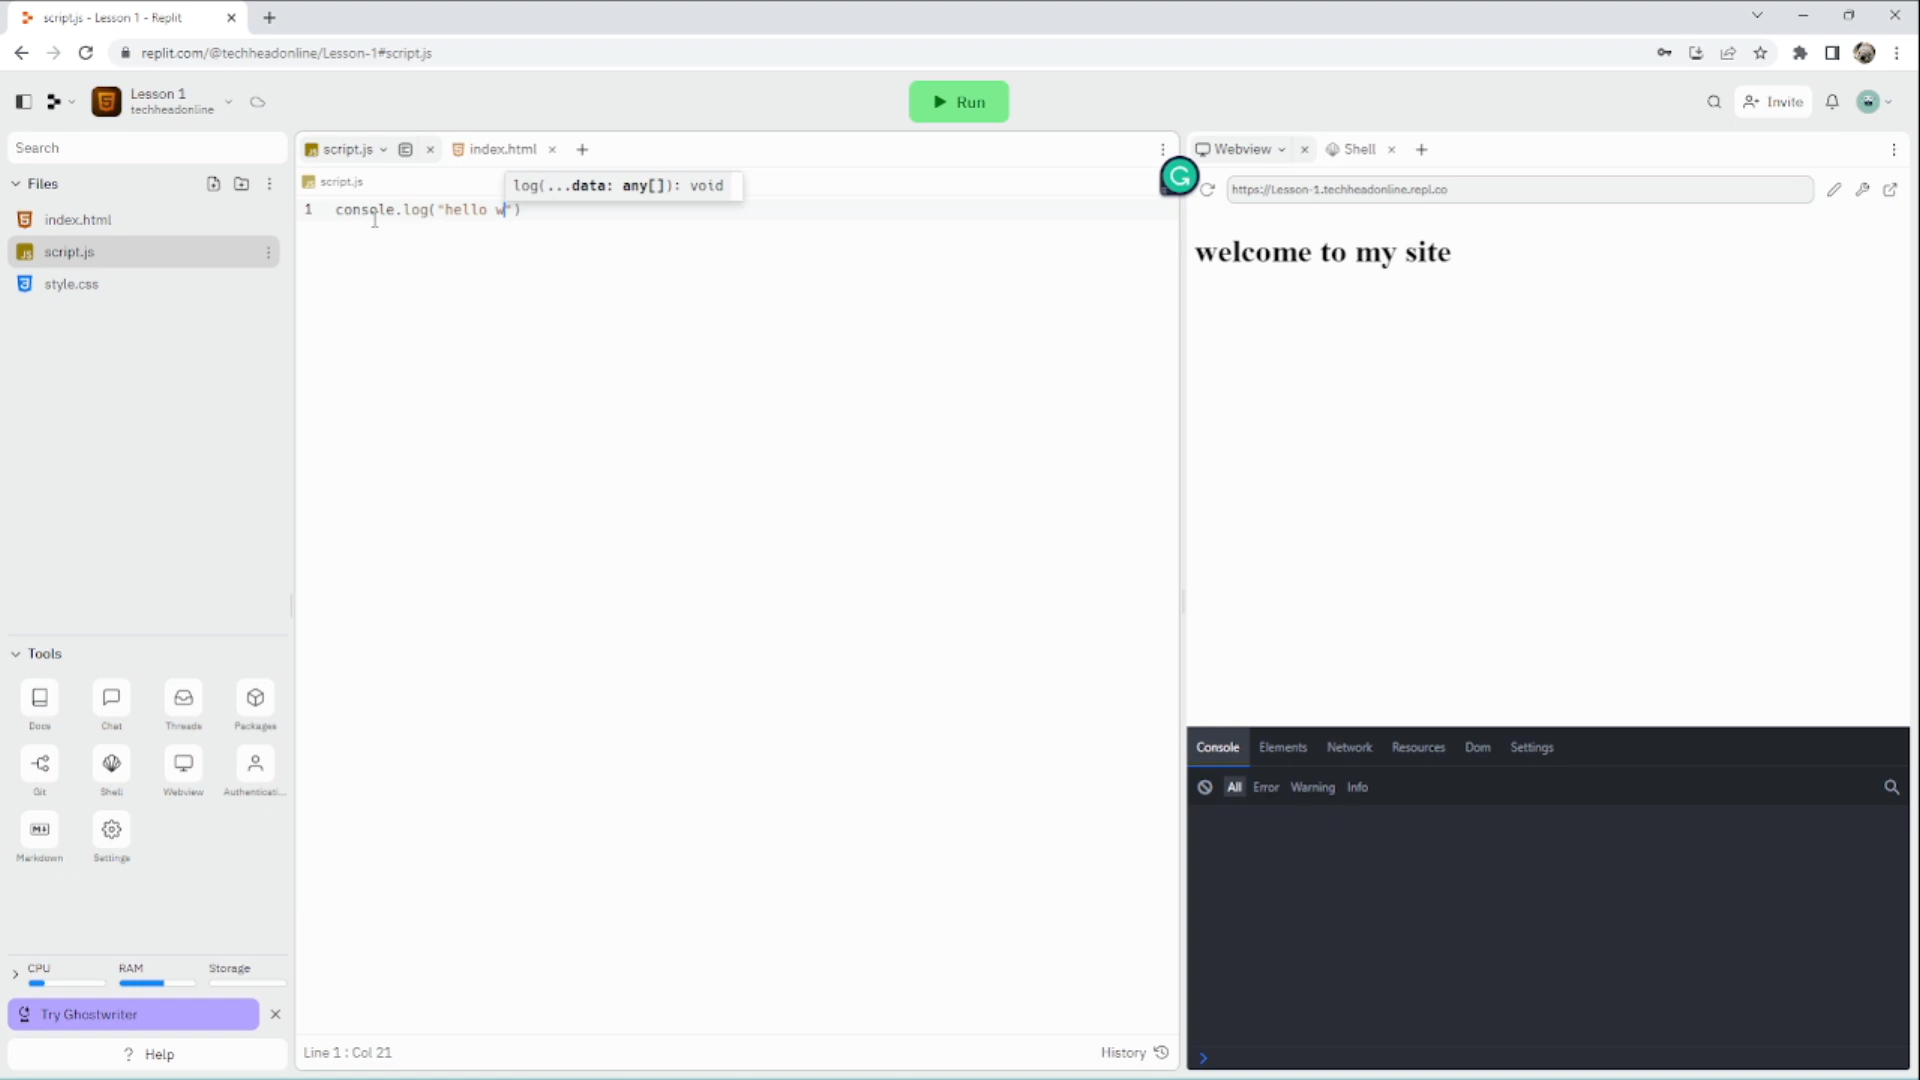 script.js - Lesson 1 - Replit
replit.com/@techheadonline/Lesson-1#script.js
Lesson 1
techheadonline
Run
Invite
Search
Files
index.html
script.js
style.css
script.js
index.html
script.js
log(...data: any[]): void
1 console.log("hello w")
Webview
Shell
https://Lesson-1.techheadonline.repl.co
welcome to my site
Console Elements Network Resources Dom Settings
All Error Warning Info
Tools
Docs Chat Threads Packages
Git Shell Webview Authenticati...
Markdown Settings
CPU RAM Storage
Try Ghostwriter
? Help
Line 1 : Col 21
History